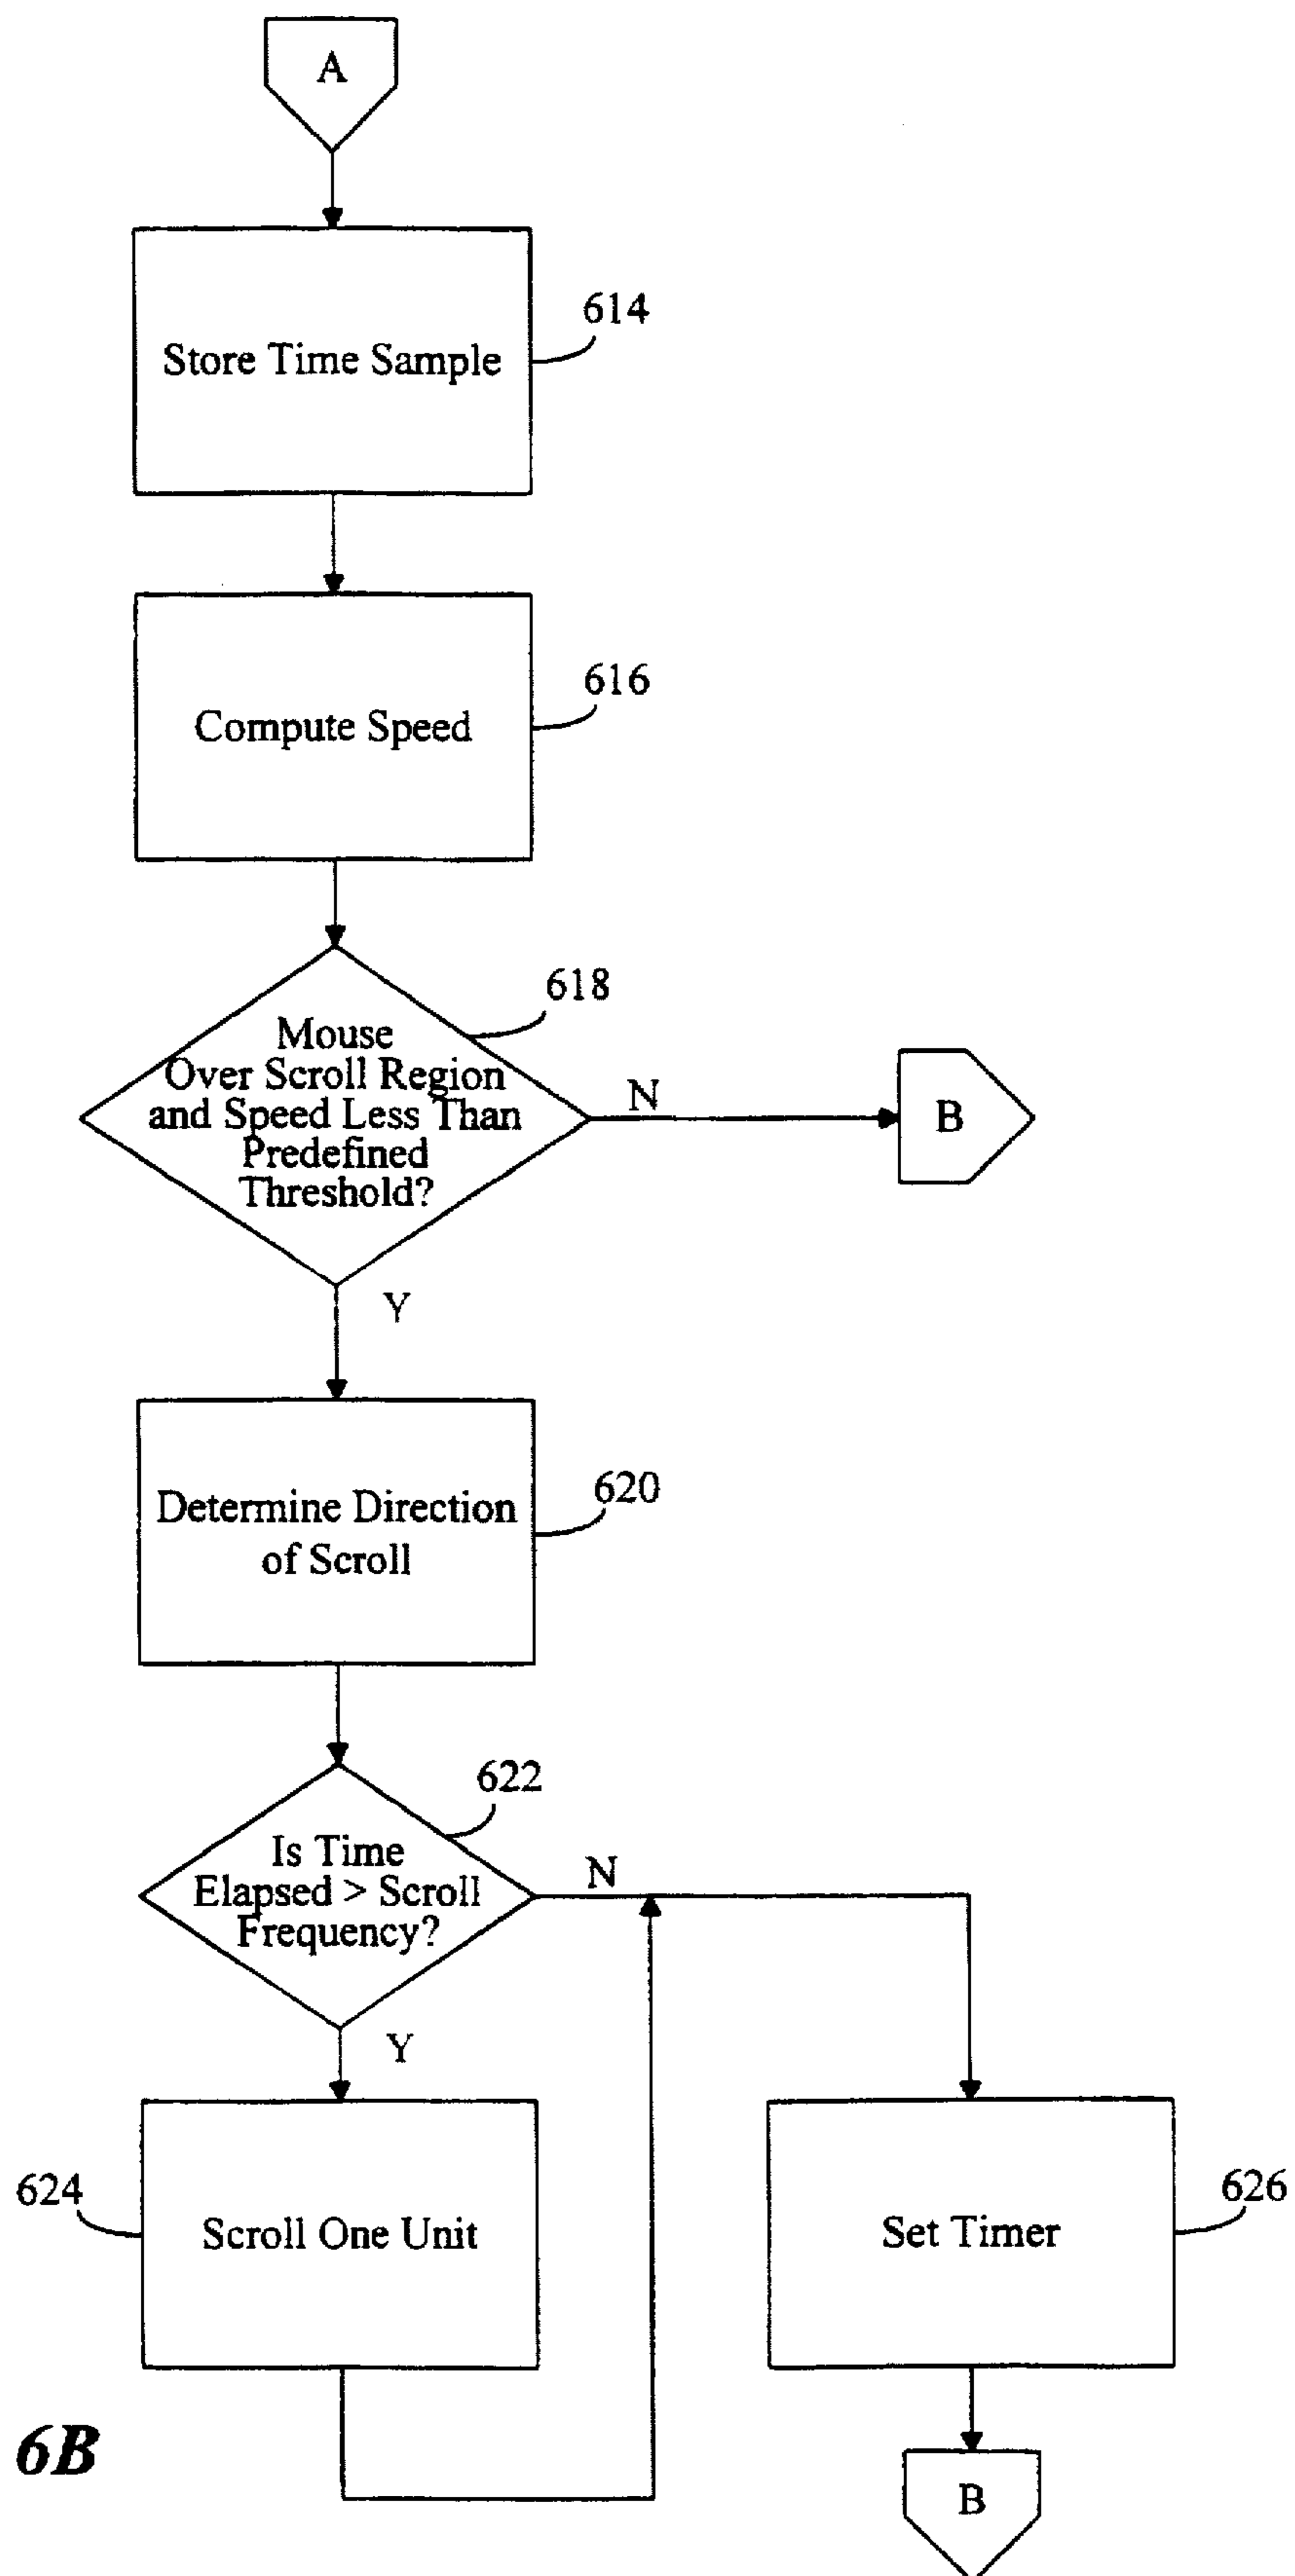 A
614
Store Time Sample
616
Compute Speed
618
Mouse
Over Scroll Region
and Speed Less Than
Predefined
Threshold?
N
B
Y
620
Determine Direction
of Scroll
622
Is Time
Elapsed > Scroll
Frequency?
N
Y
624
Scroll One Unit
626
Set Timer
6B
B